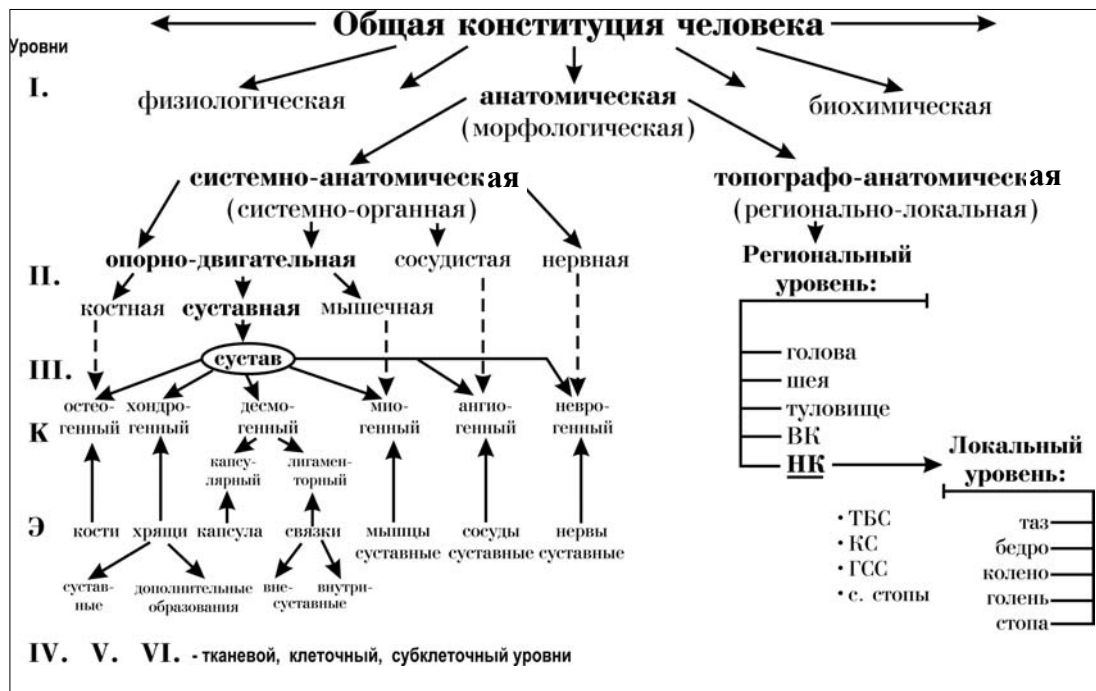 Общая конституция человека
Уровни
I.
физиологическая
анатомическая
(морфологическая)
биохимическая
системно-анатомическая
(системно-органная)
топографо-анатомическая
(регионально-локальная)
II.
опорно-двигательная
сосудистая
нервная
костная
суставная
мышечная
Региональный
уровень:
голова
шея
туловище
ВК
НК
III.
сустав
К
остео-
генный
хондро-
генный
десмо-
генный
мио-
генный
ангио-
генный
невро-
генный
капсу-
лярный
лигамен-
торный
Э
кости
хрящи
капсула
связки
мышцы
суставные
сосуды
суставные
нервы
суставные
сустав-
ные
дополнительные
образования
вне-
внутри-
суставные
Локальный
уровень:
• ТБС
• КС
• ГСС
• с. стопы
таз
бедро
колено
голень
стопа
IV. V. VI. - тканевой, клеточный, субклеточный уровни